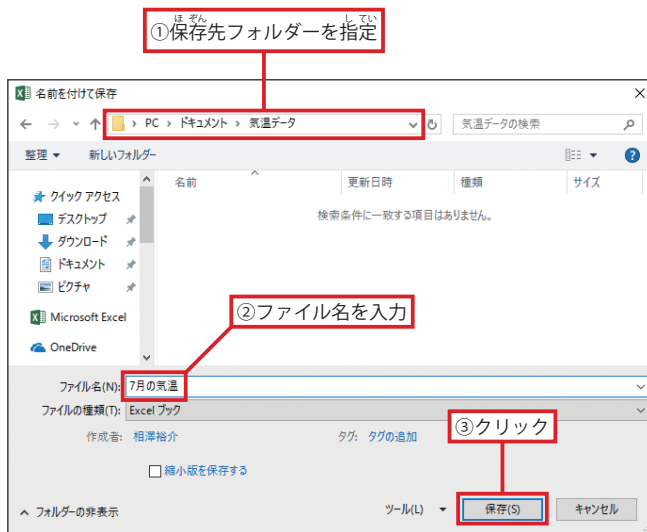 ①保存先フォルダーを指定
ほ ぞん
し てい
名前を付けて保存
PC > ドキュメント > 気温データ
気温データの検索
整理 新しいフォルダー
名前 更新日時 種類 サイズ
検索条件に一致する項目はありません。
クイック アクセス
デスクトップ
ダウンロード
ドキュメント
ピクチャ
Microsoft Excel
OneDrive
②ファイル名を入力
ファイル名(N): 7月の気温
ファイルの種類(T): Excel ブック
作成者: 相澤裕介 タグ: タグの追加
③クリック
縮小版を保存する
フォルダーの非表示 ツール(L) 保存(S) キャンセル